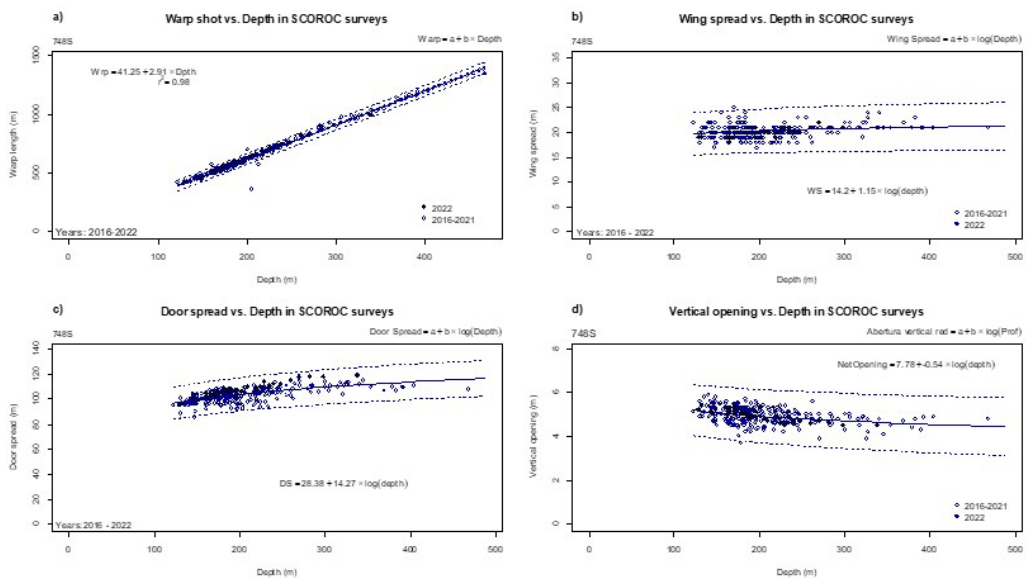 a) Warp shot vs. Depth in SCOROC surveys
748S Warp = a + b × Depth
Wrp = 41.25 + 2.91 × Dpth
r² = 0.98
Warp length (m)
0 500 1000 1500
2022
2016-2021
Years: 2016-2022
0 100 200 300 400
Depth (m)
b) Wing spread vs. Depth in SCOROC surveys
748S Wing Spread = a + b × log(Depth)
Wing spread (m)
0 5 10 15 20 25 30 35
WS = 14.2 + 1.15 × log(depth)
2016-2021
2022
Years: 2016 - 2022
0 100 200 300 400 500
Depth (m)
c) Door spread vs. Depth in SCOROC surveys
748S Door Spread = a + b × log(Depth)
Door spread (m)
0 20 40 60 80 100 120 140
DS = 28.38 + 14.27 × log(depth)
Years: 2016 - 2022
0 100 200 300 400 500
Depth (m)
d) Vertical opening vs. Depth in SCOROC surveys
748S Abertura vertical red = a + b × log(Prof)
Net Opening = 7.78 + -0.54 × log(depth)
Vertical opening (m)
0 2 4 6 8
2016-2021
2022
0 100 200 300 400 500
Depth (m)